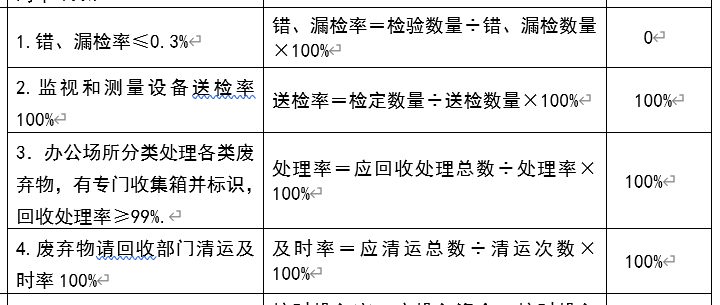 1.错、漏检率≤0.3%
错、漏检率＝检验数量÷错、漏检数量
×100%
0
2.监视和测量设备送检率
100%
送检率＝检定数量÷送检数量×100%
100%
3．办公场所分类处理各类废
弃物，有专门收集箱并标识，
回收处理率≥99%.
处理率＝应回收处理总数÷处理率×
100%
100%
4.废弃物请回收部门清运及
时率100%
及时率＝应清运总数÷清运次数×
100%
100%